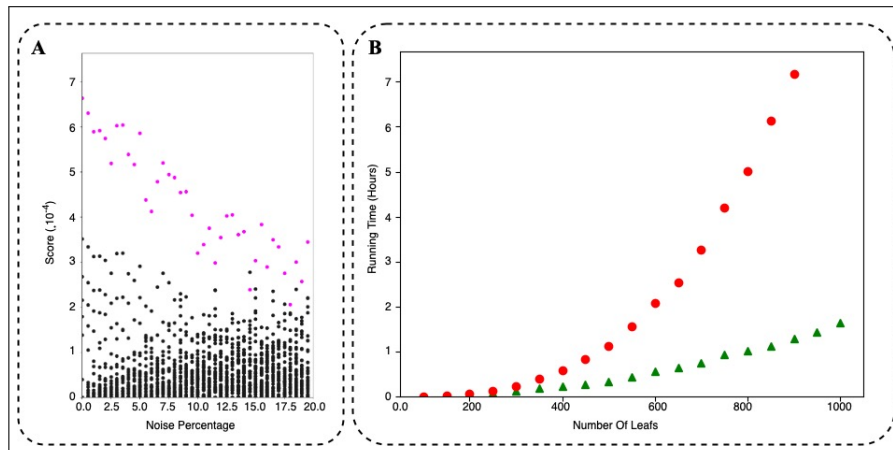 A
7
6
5
4
3
2
1
0
Score (,10⁻⁴)
0.0 2.5 5.0 7.5 10.0 12.5 15.0 17.5 20.0
Noise Percentage
B
7
6
5
4
3
2
1
0
Running Time (Hours)
0.0 200 400 600 800 1000
Number Of Leafs